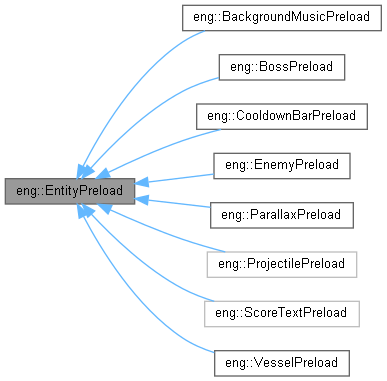 eng::BackgroundMusicPreload
eng::BossPreload
eng::CooldownBarPreload
eng::EnemyPreload
eng::EntityPreload
eng::ParallaxPreload
eng::ProjectilePreload
eng::ScoreTextPreload
eng::VesselPreload